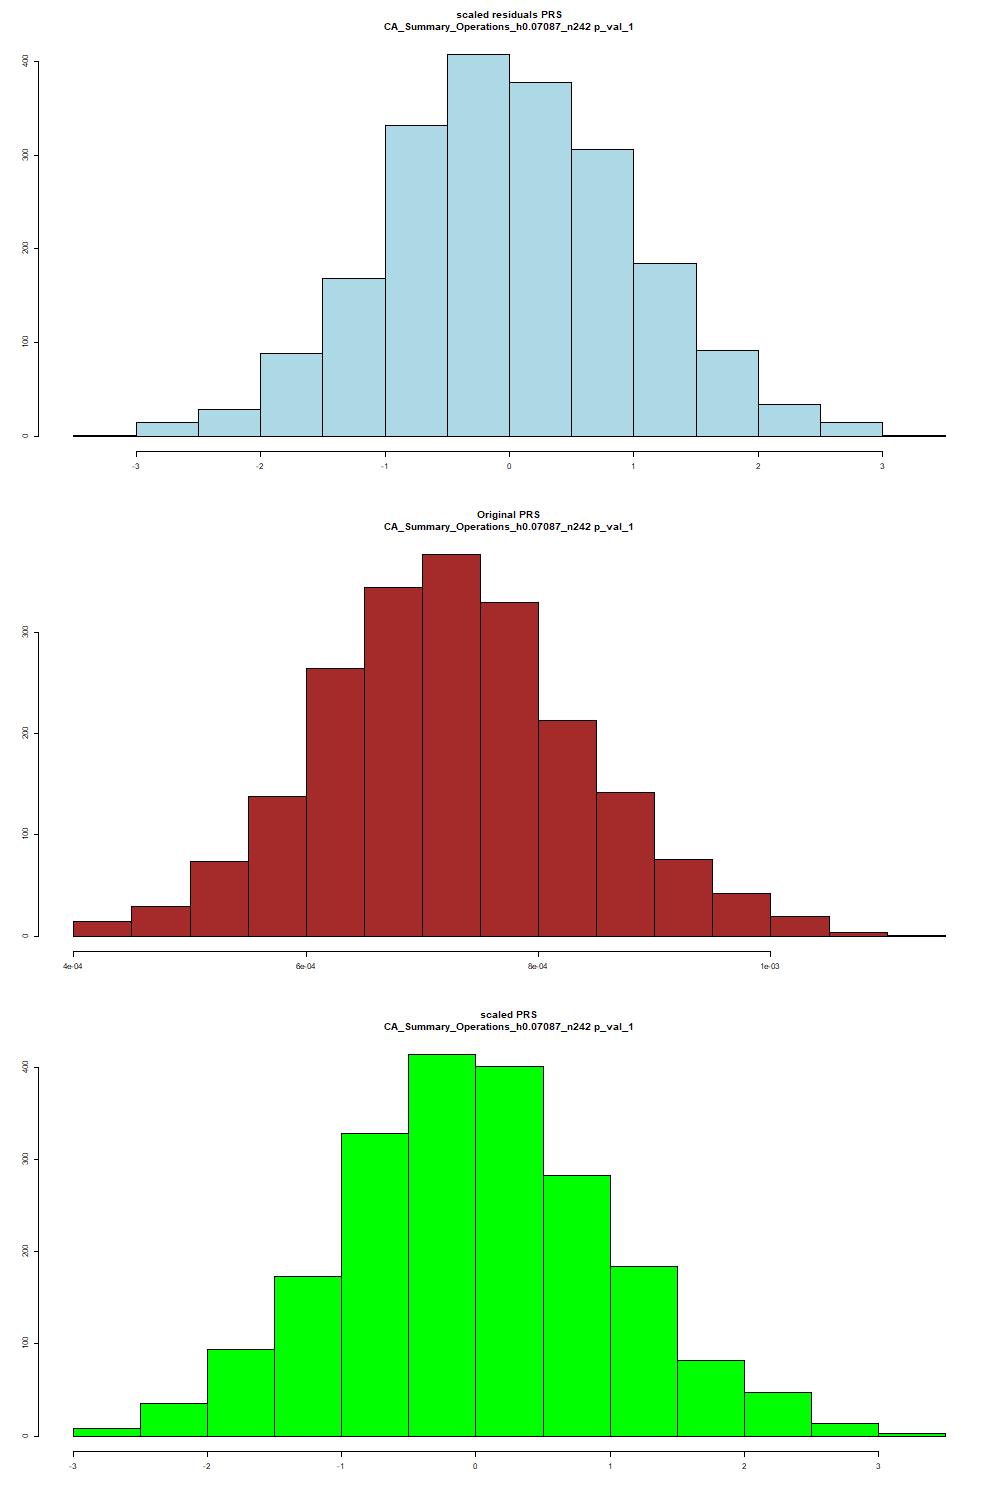 scaled residuals PRS
CA_Summary_Operations_h0.07087_n242 p_val_1
400
300
200
100
0
-3 -2 -1 0 1 2 3
Original PRS
CA_Summary_Operations_h0.07087_n242 p_val_1
300
200
100
0
4e-04 6e-04 8e-04 1e-03
scaled PRS
CA_Summary_Operations_h0.07087_n242 p_val_1
400
300
200
100
0
-3 -2 -1 0 1 2 3